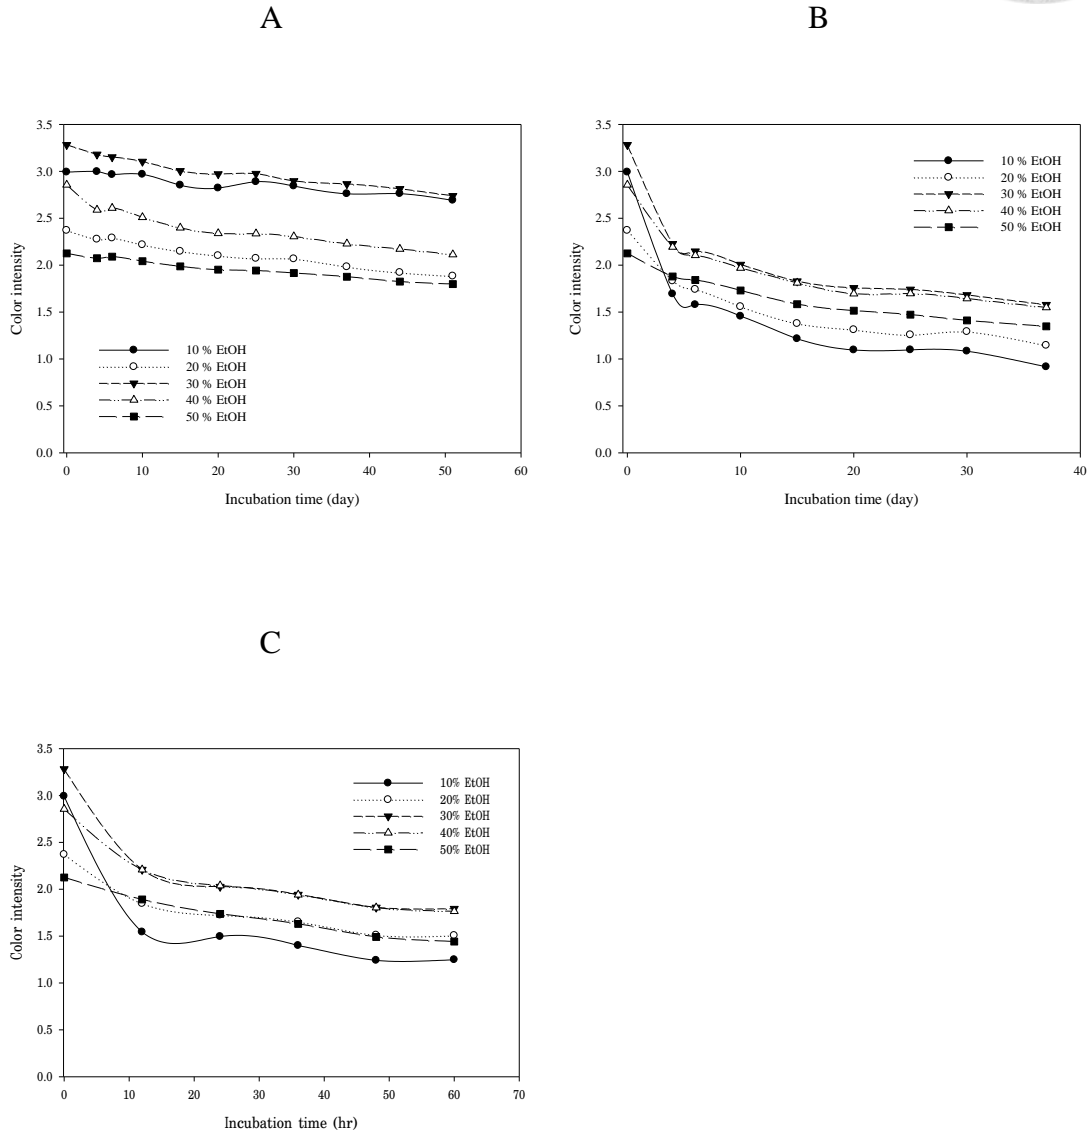 A
3.5
3.0
2.5
2.0
1.5
1.0
0.5
0.0
Color intensity
10 % EtOH
20 % EtOH
30 % EtOH
40 % EtOH
50 % EtOH
0 10 20 30 40 50 60
Incubation time (day)
B
3.5
3.0
2.5
2.0
1.5
1.0
0.5
0.0
Color intensity
10 % EtOH
20 % EtOH
30 % EtOH
40 % EtOH
50 % EtOH
0 10 20 30 40
Incubation time (day)
C
3.5
3.0
2.5
2.0
1.5
1.0
0.5
0.0
Color intensity
10% EtOH
20% EtOH
30% EtOH
40% EtOH
50% EtOH
0 10 20 30 40 50 60 70
Incubation time (hr)